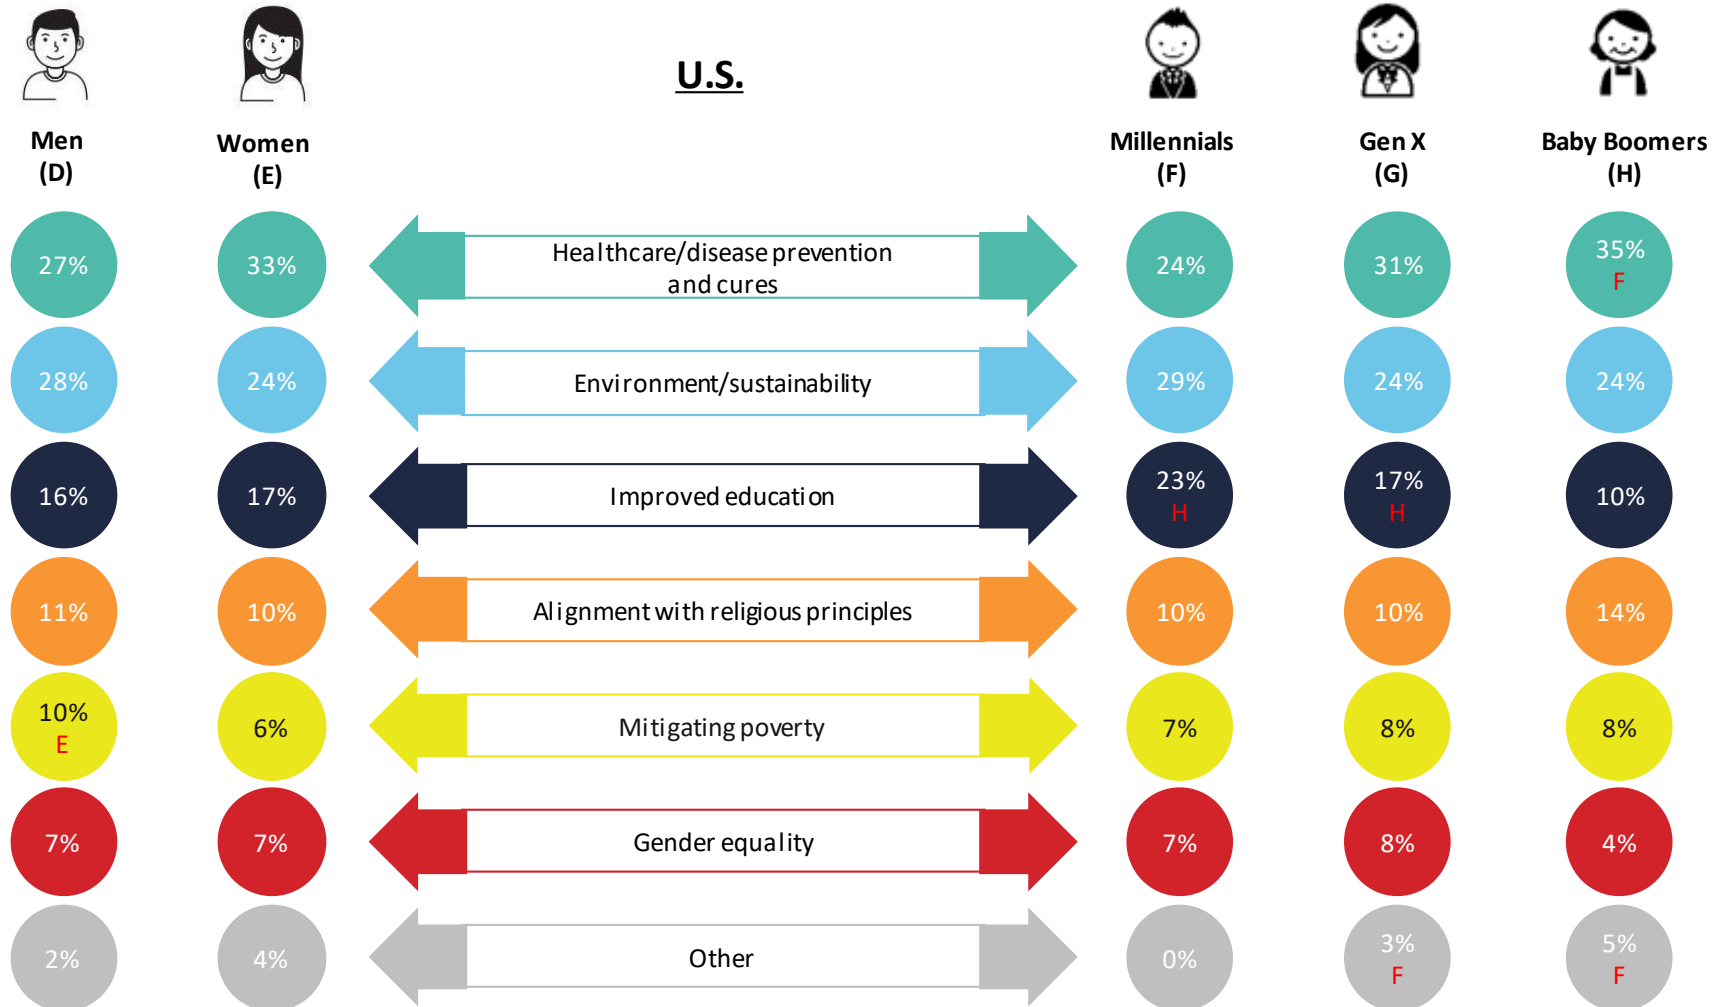 U.S.
Men
(D)
Women
(E)
Millennials
(F)
Gen X
(G)
Baby Boomers
(H)
27%
33%
Healthcare/disease prevention
and cures
24%
31%
35%
F
28%
24%
Environment/sustainability
29%
24%
24%
16%
17%
Improved education
23%
H
17%
H
10%
11%
10%
Alignment with religious principles
10%
10%
14%
10%
E
6%
Mitigating poverty
7%
8%
8%
7%
7%
Gender equality
7%
8%
4%
2%
4%
Other
0%
3%
F
5%
F